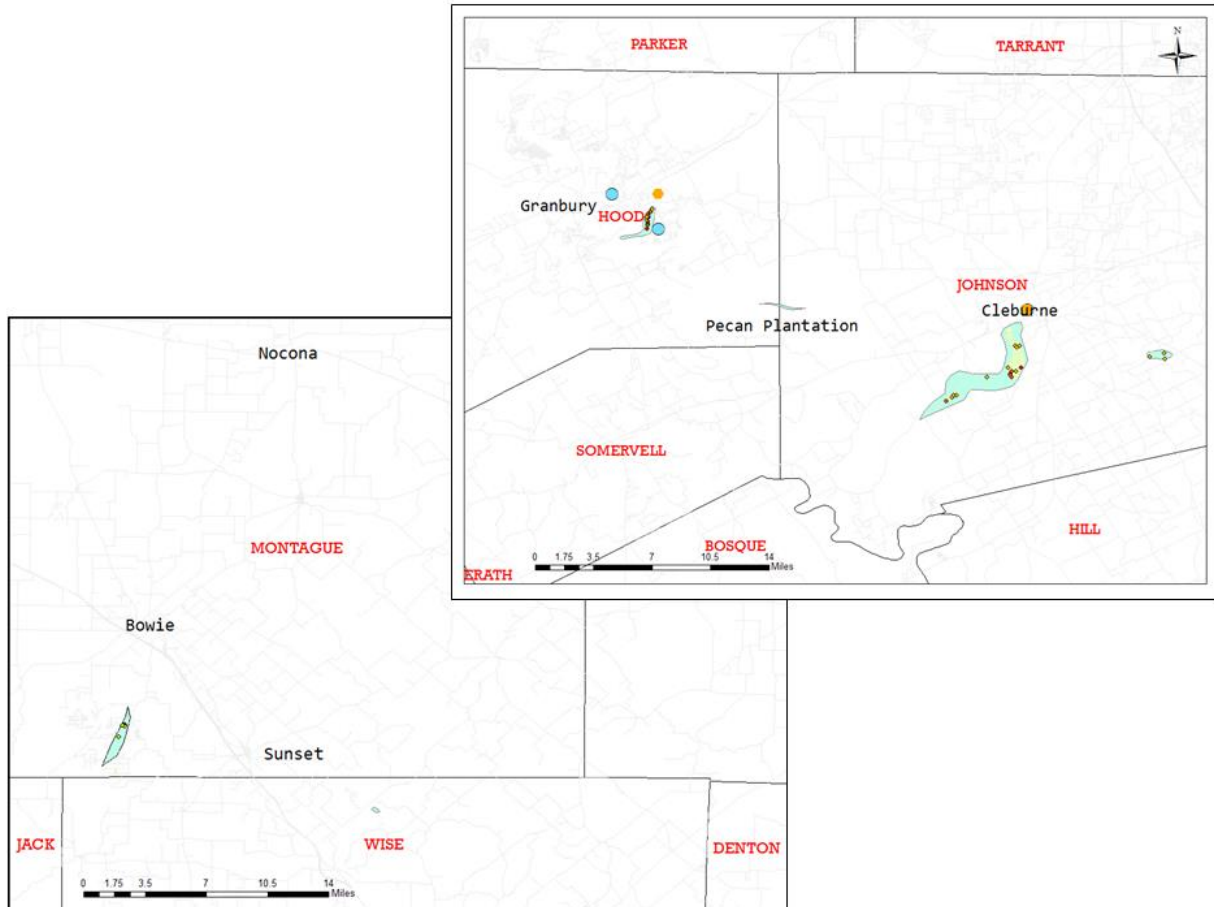 PARKER
TARRANT
N
Granbury
HOOD
JOHNSON
Cleburne
Pecan Plantation
SOMERVELL
HILL
BOSQUE
ERATH
0 1.75 3.5 7 10.5 14
Miles
Nocona
MONTAGUE
Bowie
Sunset
JACK
WISE
DENTON
0 1.75 3.5 7 10.5 14
Miles